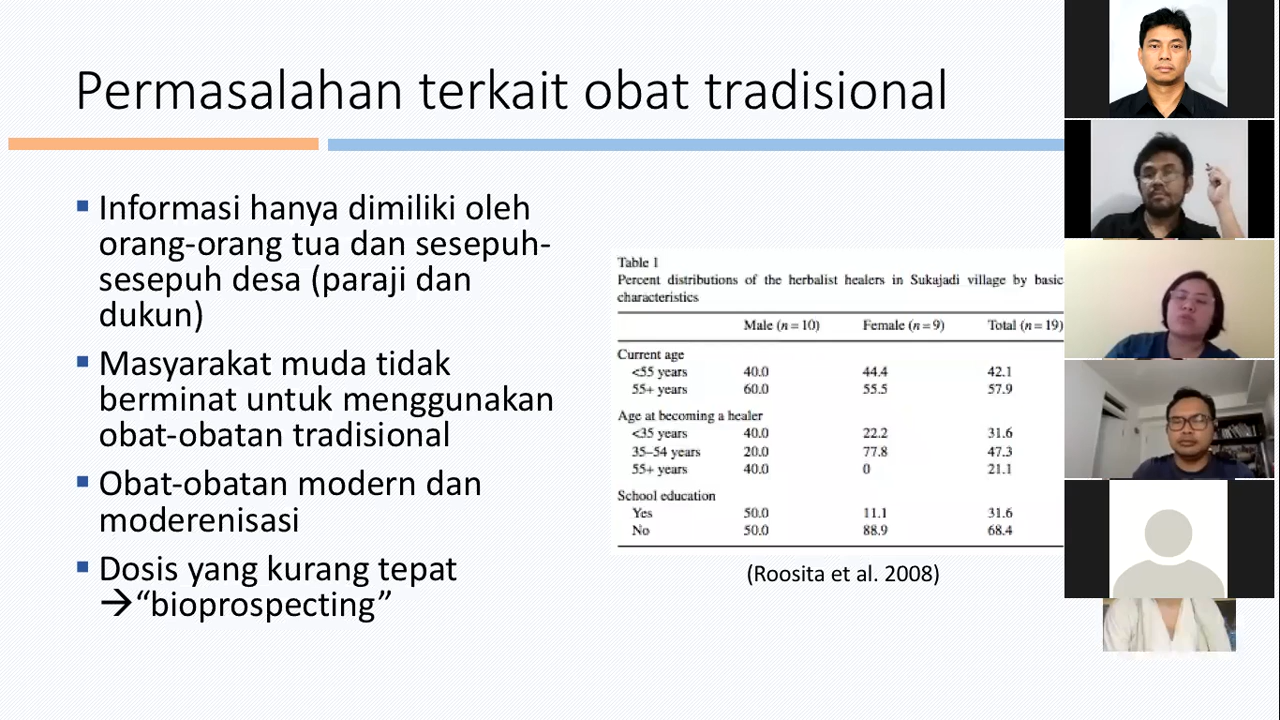 Permasalahan terkait obat tradisional
▪ Informasi hanya dimiliki oleh
orang-orang tua dan sesepuh-
sesepuh desa (paraji dan
dukun)
▪ Masyarakat muda tidak
berminat untuk menggunakan
obat-obatan tradisional
▪ Obat-obatan modern dan
moderenisasi
▪ Dosis yang kurang tepat
→“bioprospecting”
Table 1
Percent distributions of the herbalist healers in Sukajadi village by basic
characteristics
Male (n = 10) Female (n = 9) Total (n = 19)
Current age
<55 years 40.0 44.4 42.1
55+ years 60.0 55.5 57.9
Age at becoming a healer
<35 years 40.0 22.2 31.6
35–54 years 20.0 77.8 47.3
55+ years 40.0 0 21.1
School education
Yes 50.0 11.1 31.6
No 50.0 88.9 68.4
(Roosita et al. 2008)